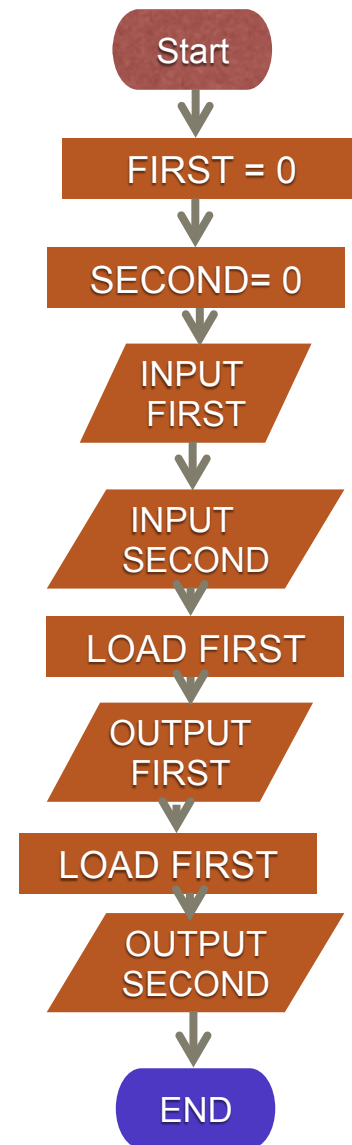 Start
FIRST = 0
SECOND= 0
INPUT
FIRST
INPUT
SECOND
LOAD FIRST
OUTPUT
FIRST
LOAD FIRST
OUTPUT
SECOND
END